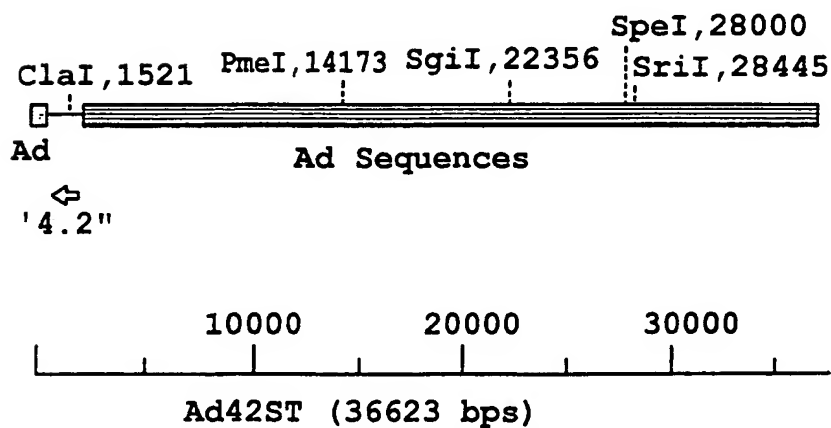 SpeI,28000
ClaI,1521 PmeI,14173 SgiI,22356 SriI,28445
Ad Ad Sequences
'4.2"
10000 20000 30000
Ad42ST (36623 bps)